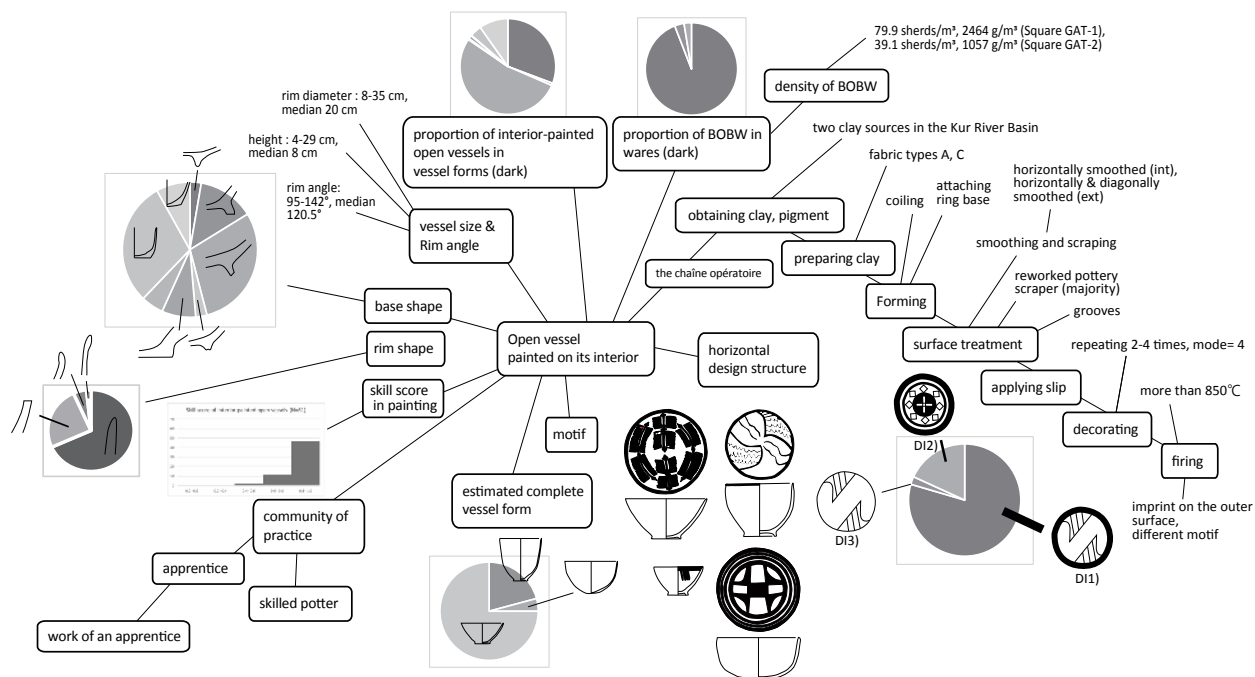 79.9 sherds/m³, 2464 g/m³ (Square GAT-1),
39.1 sherds/m³, 1057 g/m³ (Square GAT-2)
density of BOBW
rim diameter : 8-35 cm,
median 20 cm
height : 4-29 cm,
median 8 cm
rim angle:
95-142°, median
120.5°
proportion of interior-painted
open vessels in
vessel forms (dark)
proportion of BOBW in
wares (dark)
two clay sources in the Kur River Basin
fabric types A, C
coiling
attaching
ring base
horizontally smoothed (int),
horizontally & diagonally
smoothed (ext)
vessel size &
Rim angle
obtaining clay, pigment
preparing clay
smoothing and scraping
the chaîne opératoire
Forming
reworked pottery
scraper (majority)
grooves
base shape
rim shape
skill score
in painting
Open vessel
painted on its interior
horizontal
design structure
surface treatment
repeating 2-4 times, mode= 4
applying slip
more than 850℃
decorating
firing
Skill score of interior painted open vessels
motif
DI2)
DI3)
DI1)
imprint on the outer
surface,
different motif
estimated complete
vessel form
community of
practice
apprentice
skilled potter
work of an apprentice